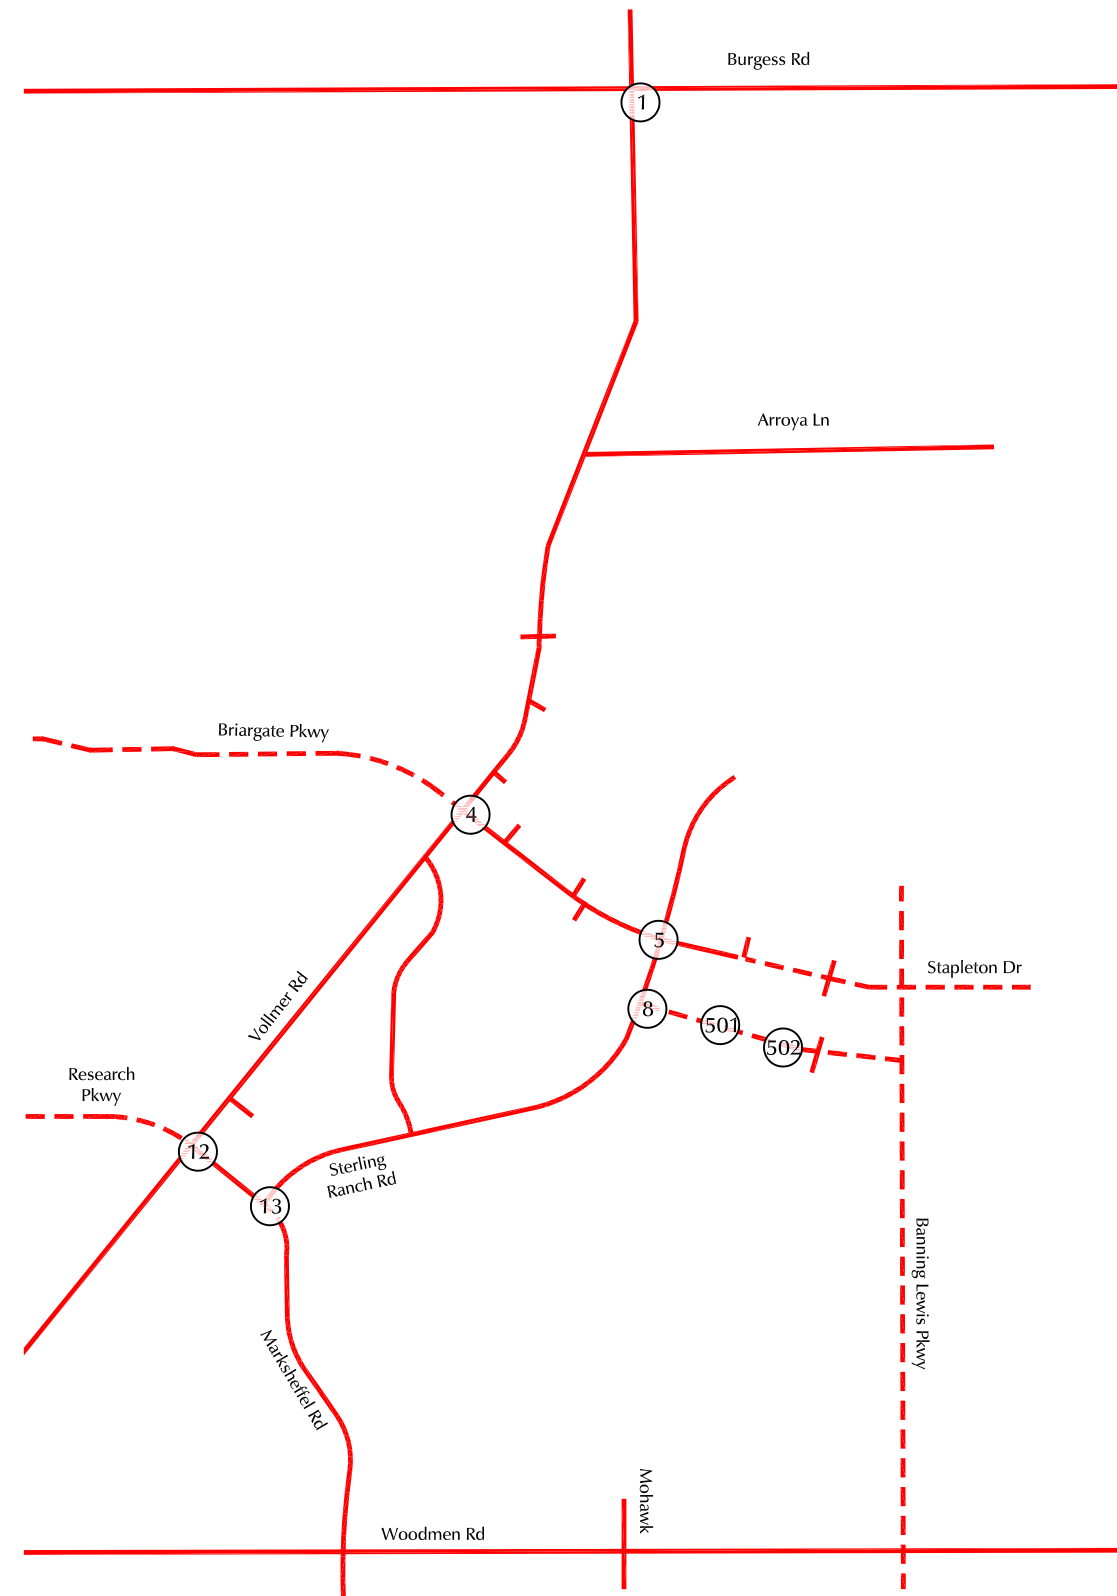 Burgess Rd
1
Arroya Ln
Briargate Pkwy
4
5
Stapleton Dr
Vollmer Rd
8
501
502
Research
Pkwy
12
Sterling
Ranch Rd
13
Banning Lewis Pkwy
Marksheffel Rd
Mohawk
Woodmen Rd